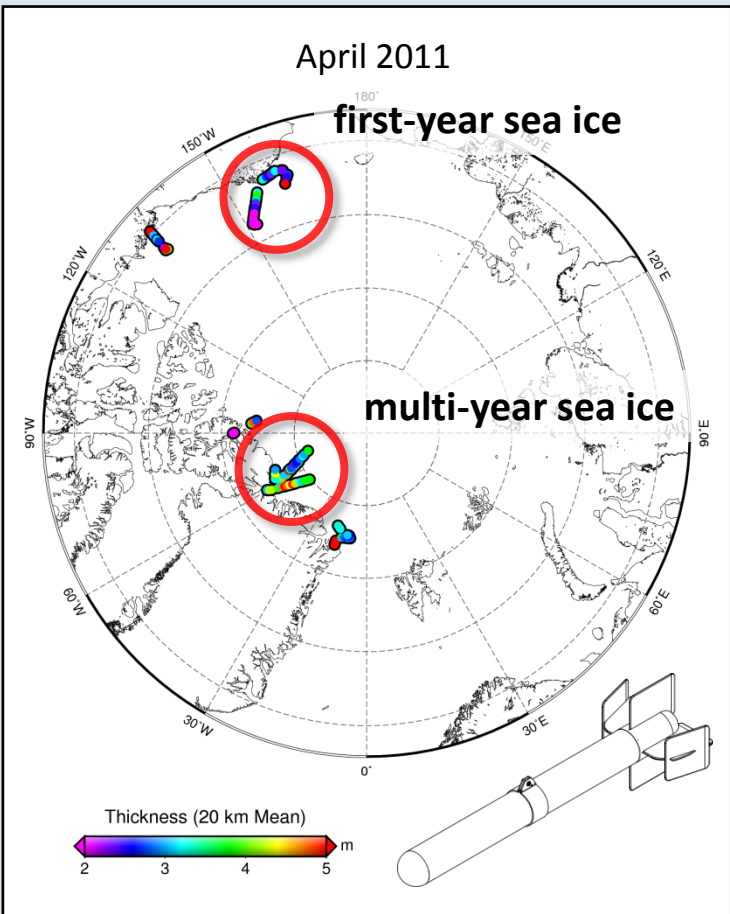 April 2011
180˚
first-year sea ice
150˚W
150˚E
120˚W
120˚E
multi-year sea ice
90˚W
90˚E
60˚W
60˚E
30˚W
30˚E
0˚
Thickness (20 km Mean)
m
2 3 4 5